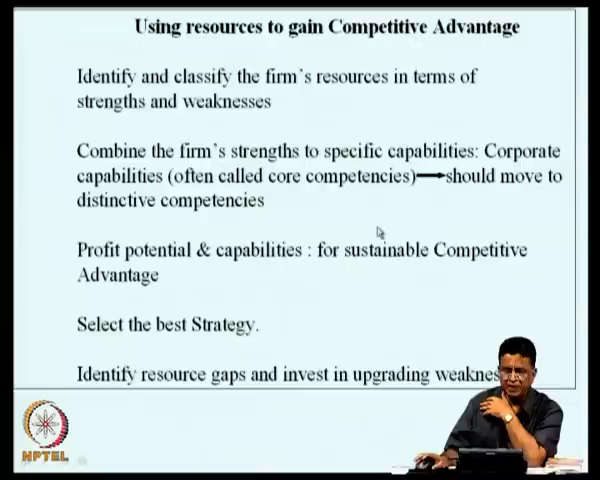 Using resources to gain Competitive Advantage
Identify and classify the firm's resources in terms of
strengths and weaknesses
Combine the firm's strengths to specific capabilities: Corporate
capabilities (often called core competencies)→should move to
distinctive competencies
Profit potential & capabilities : for sustainable Competitive
Advantage
Select the best Strategy.
Identify resource gaps and invest in upgrading
NPTEL